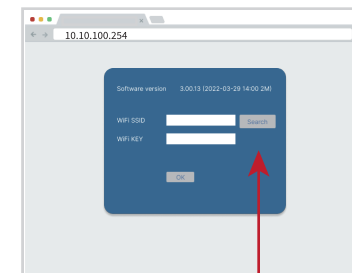 10.10.100.254
Software version 3.00.13 (2022-03-29 14:00 2M)
WiFi SSID Search
WiFi KEY
OK